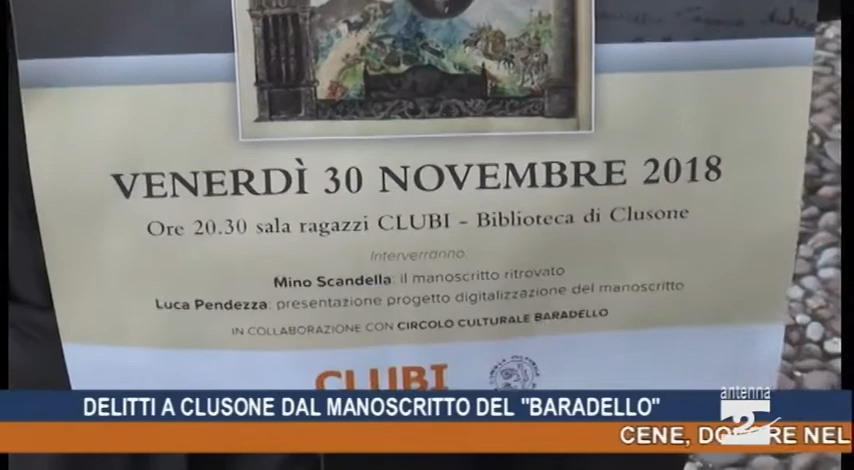 VENERDÌ 30 NOVEMBRE 2018
Ore 20.30 sala ragazzi CLUBI - Biblioteca di Clusone
Interverranno:
Mino Scandella: il manoscritto ritrovato
Luca Pendezza: presentazione progetto digitalizzazione del manoscritto
IN COLLABORAZIONE CON CIRCOLO CULTURALE BARADELLO
CLUBI
DELITTI A CLUSONE DAL MANOSCRITTO DEL "BARADELLO"
antenna
2
CENE, RE NEL